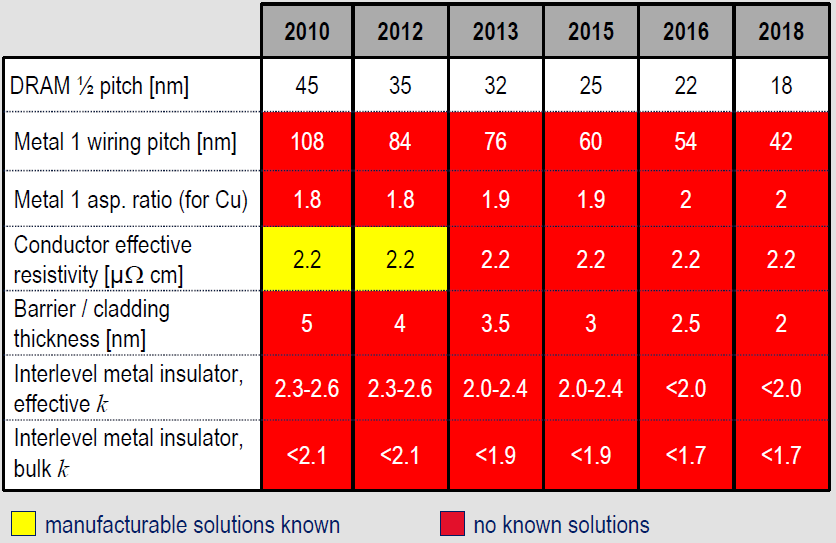 2010 2012 2013 2015 2016 2018
DRAM ½ pitch [nm] 45 35 32 25 22 18
Metal 1 wiring pitch [nm] 108 84 76 60 54 42
Metal 1 asp. ratio (for Cu) 1.8 1.8 1.9 1.9 2 2
Conductor effective
resistivity [µΩ cm] 2.2 2.2 2.2 2.2 2.2 2.2
Barrier / cladding
thickness [nm] 5 4 3.5 3 2.5 2
Interlevel metal insulator,
effective k 2.3-2.6 2.3-2.6 2.0-2.4 2.0-2.4 <2.0 <2.0
Interlevel metal insulator,
bulk k <2.1 <2.1 <1.9 <1.9 <1.7 <1.7
manufacturable solutions known no known solutions